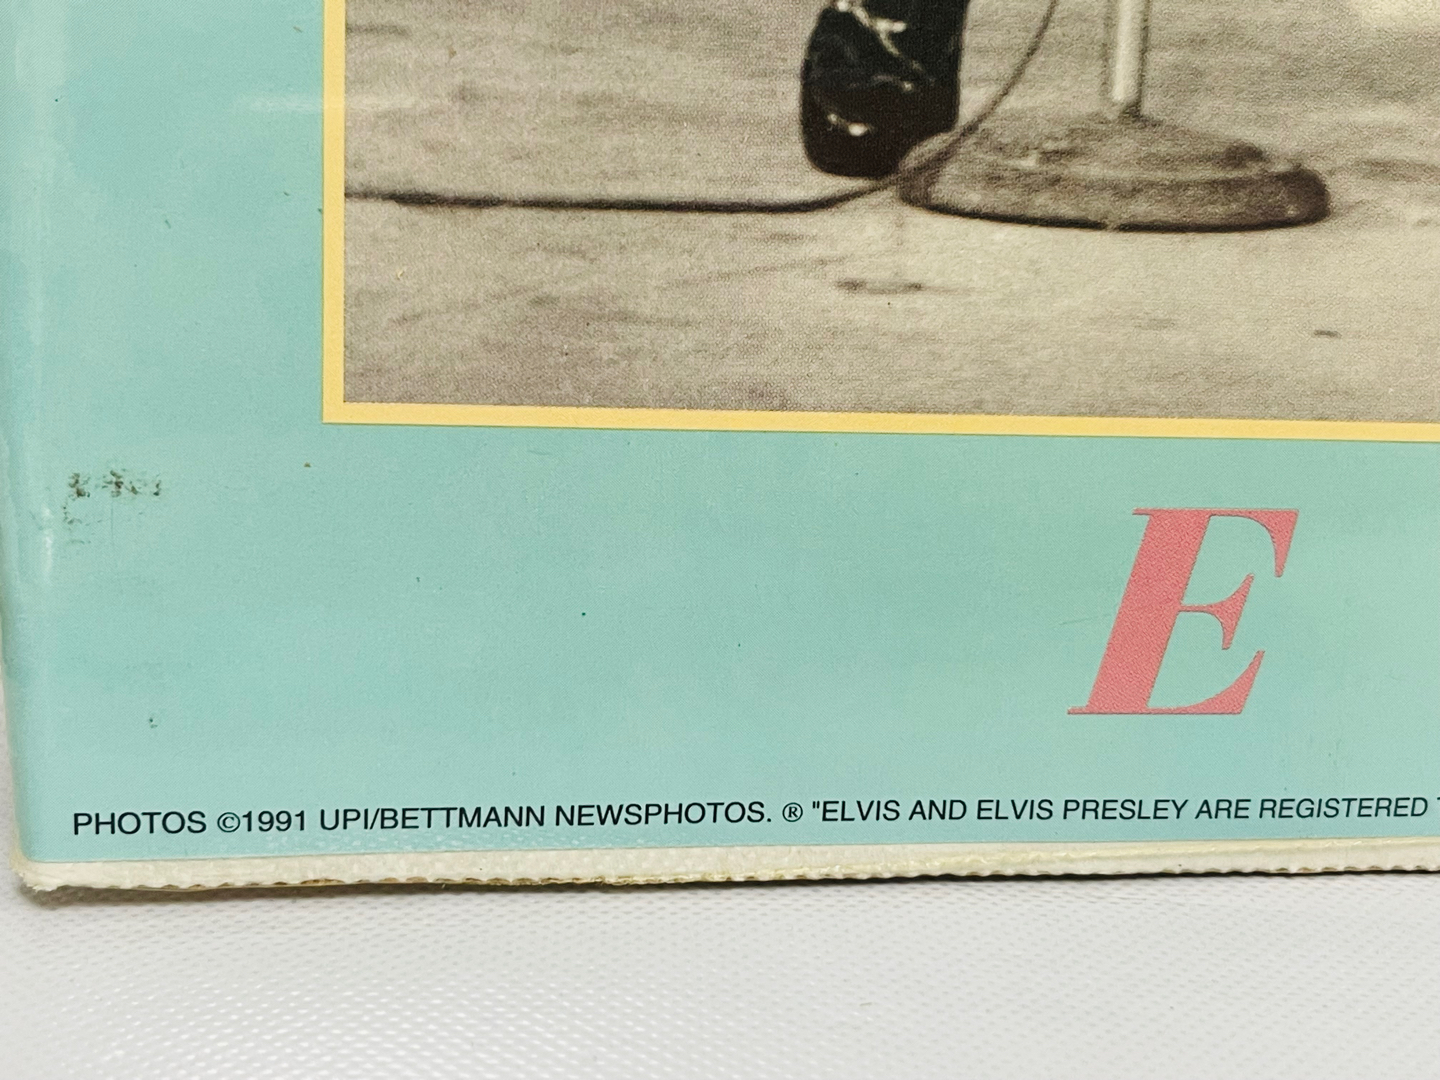 E
PHOTOS ©1991 UPI/BETTMANN NEWSPHOTOS. ® "ELVIS AND ELVIS PRESLEY ARE REGISTERED